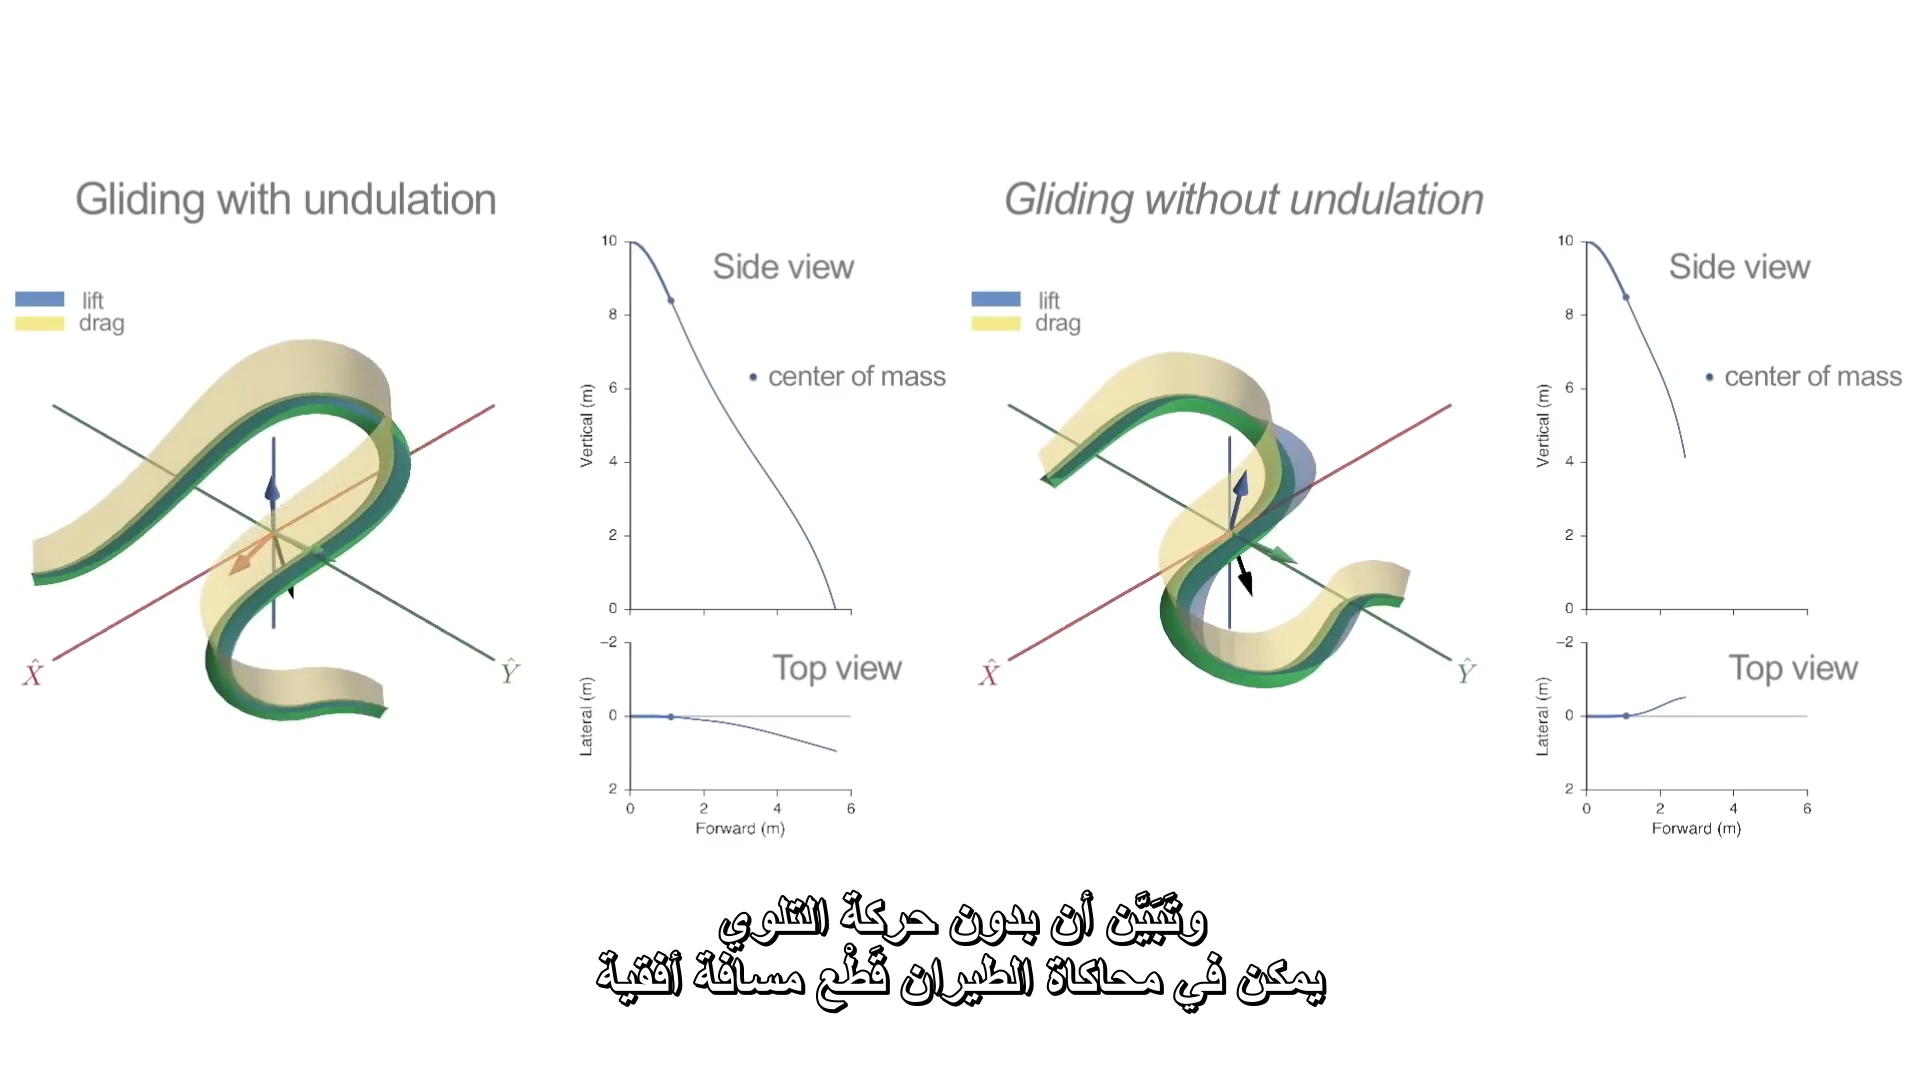 Gliding with undulation
lift
drag
X̂
Ŷ
10
8
6
4
2
0
Vertical (m)
Side view
center of mass
−2
0
2
Lateral (m)
Top view
0
2
4
6
Forward (m)
Gliding without undulation
lift
drag
X̂
Ŷ
10
8
6
4
2
0
Vertical (m)
Side view
center of mass
−2
0
2
Lateral (m)
Top view
0
2
4
6
Forward (m)
وتَبَيَّن أن بدون حركة التلوي
يمكن في محاكاة الطيران قَطْع مسافة أفقية